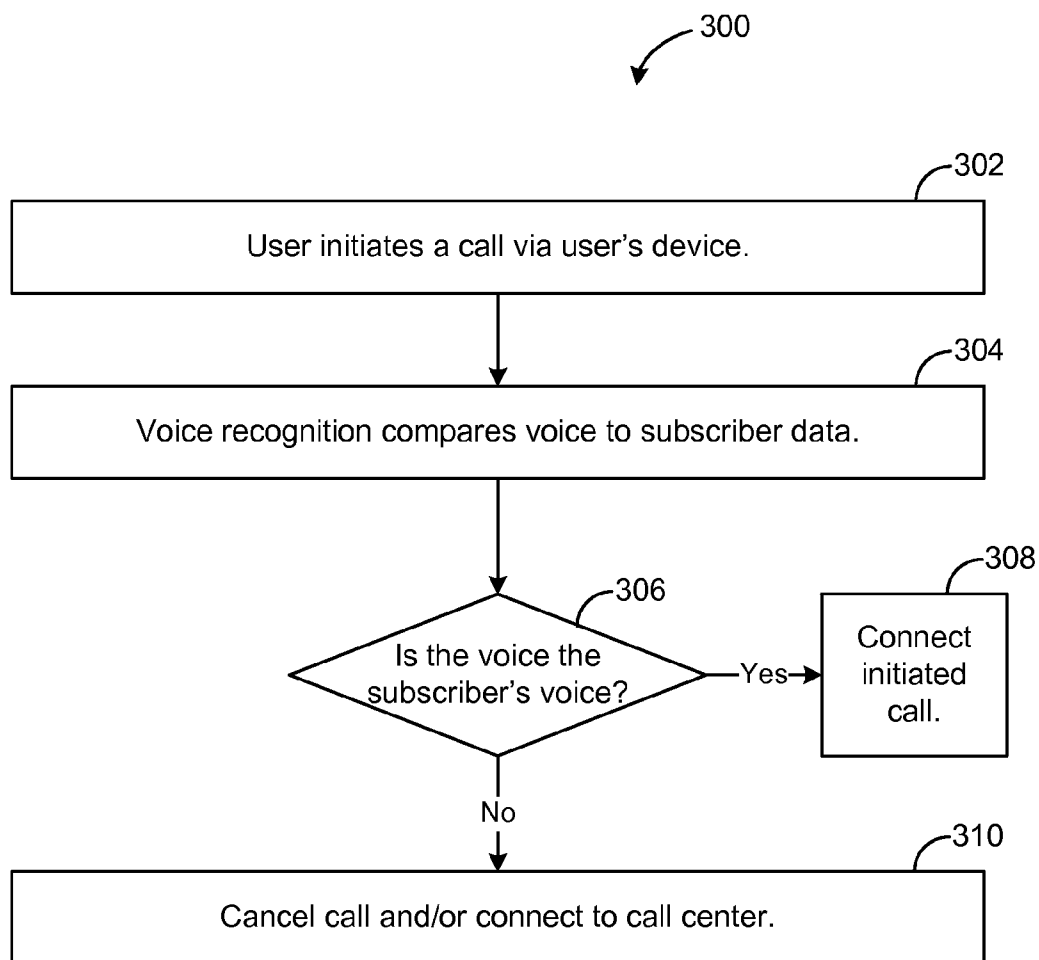 300
302
User initiates a call via user's device.
304
Voice recognition compares voice to subscriber data.
306
Is the voice the
subscriber's voice?
Yes
308
Connect
initiated
call.
No
310
Cancel call and/or connect to call center.